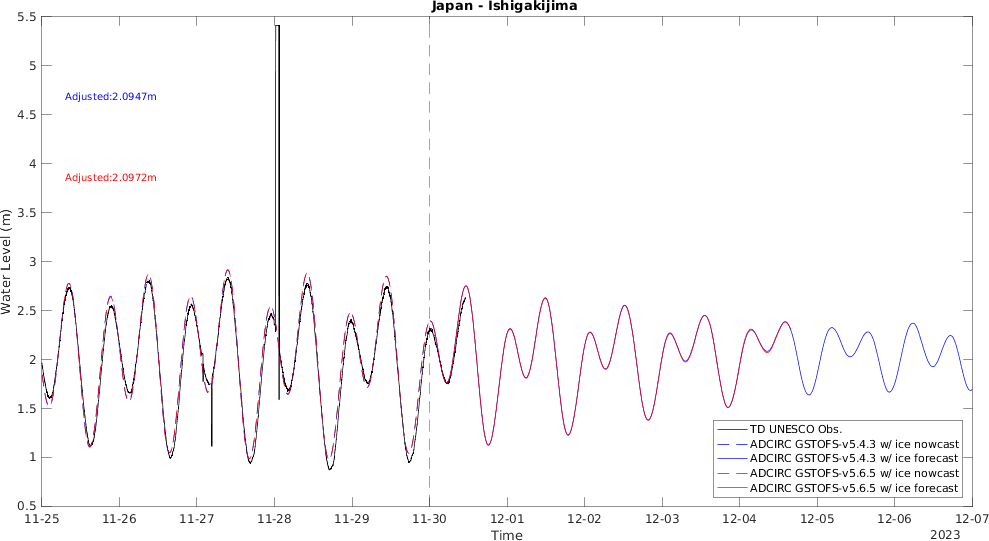 Japan - Ishigakijima
5.5
5
4.5
4
3.5
3
2.5
2
1.5
1
0.5
Water Level (m)
Adjusted:2.0947m
Adjusted:2.0972m
TD UNESCO Obs.
ADCIRC GSTOFS-v5.4.3 w/ ice nowcast
ADCIRC GSTOFS-v5.4.3 w/ ice forecast
ADCIRC GSTOFS-v5.6.5 w/ ice nowcast
ADCIRC GSTOFS-v5.6.5 w/ ice forecast
11-25 11-26 11-27 11-28 11-29 11-30 12-01 12-02 12-03 12-04 12-05 12-06 12-07
Time
2023